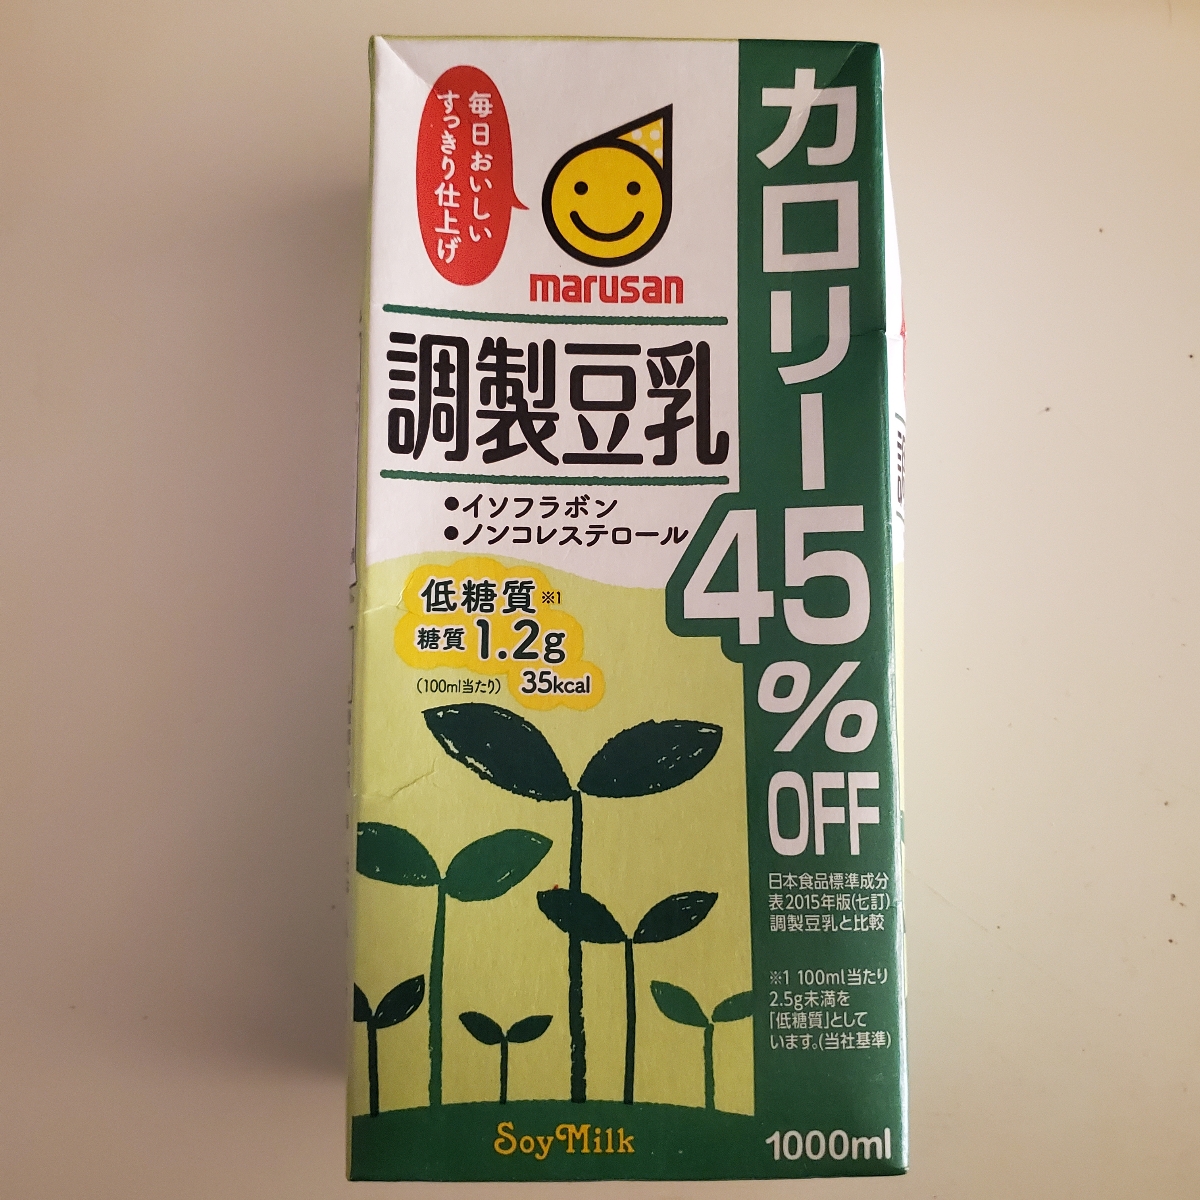 毎日おいしい
すっきり仕上げ
marusan
調製豆乳
•イソフラボン
•ノンコレステロール
低糖質※1
糖質1.2g
(100ml当たり) 35kcal
カロリー
45
%
OFF
日本食品標準成分
表2015年版(七訂)
調製豆乳と比較
※1 100ml当たり
2.5g未満を
「低糖質」として
います。(当社基準)
SoyMilk
1000ml